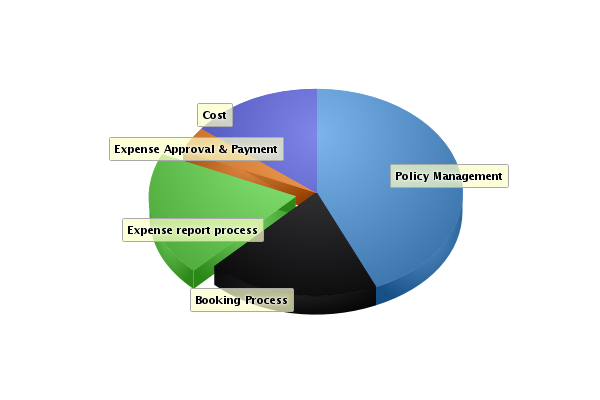 Cost
Expense Approval & Payment
Policy Management
Expense report process
Booking Process